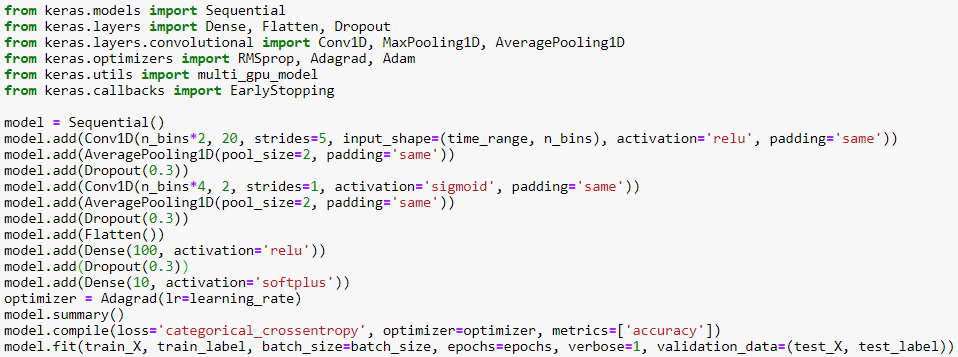 from keras.models import Sequential
from keras.layers import Dense, Flatten, Dropout
from keras.layers.convolutional import Conv1D, MaxPooling1D, AveragePooling1D
from keras.optimizers import RMSprop, Adagrad, Adam
from keras.utils import multi_gpu_model
from keras.callbacks import EarlyStopping

model = Sequential()
model.add(Conv1D(n_bins*2, 20, strides=5, input_shape=(time_range, n_bins), activation='relu', padding='same'))
model.add(AveragePooling1D(pool_size=2, padding='same'))
model.add(Dropout(0.3))
model.add(Conv1D(n_bins*4, 2, strides=1, activation='sigmoid', padding='same'))
model.add(AveragePooling1D(pool_size=2, padding='same'))
model.add(Dropout(0.3))
model.add(Flatten())
model.add(Dense(100, activation='relu'))
model.add(Dropout(0.3))
model.add(Dense(10, activation='softplus'))
optimizer = Adagrad(lr=learning_rate)
model.summary()
model.compile(loss='categorical_crossentropy', optimizer=optimizer, metrics=['accuracy'])
model.fit(train_X, train_label, batch_size=batch_size, epochs=epochs, verbose=1, validation_data=(test_X, test_label))